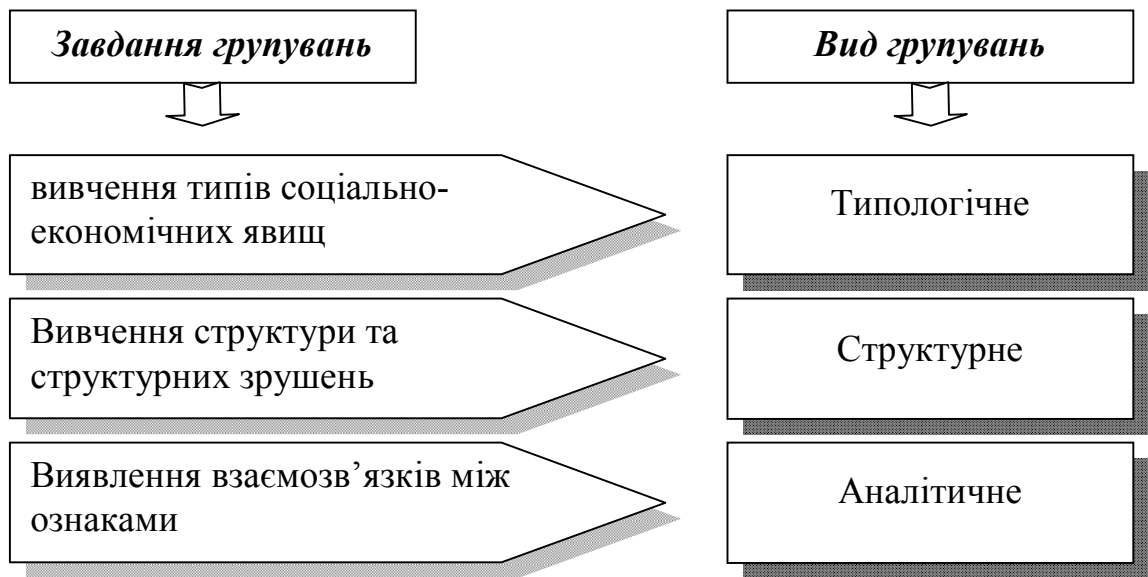 Завдання групувань
Вид групувань
вивчення типів соціально-
економічних явищ
Типологічне
Вивчення структури та
структурних зрушень
Структурне
Виявлення взаємозв’язків між
ознаками
Аналітичне